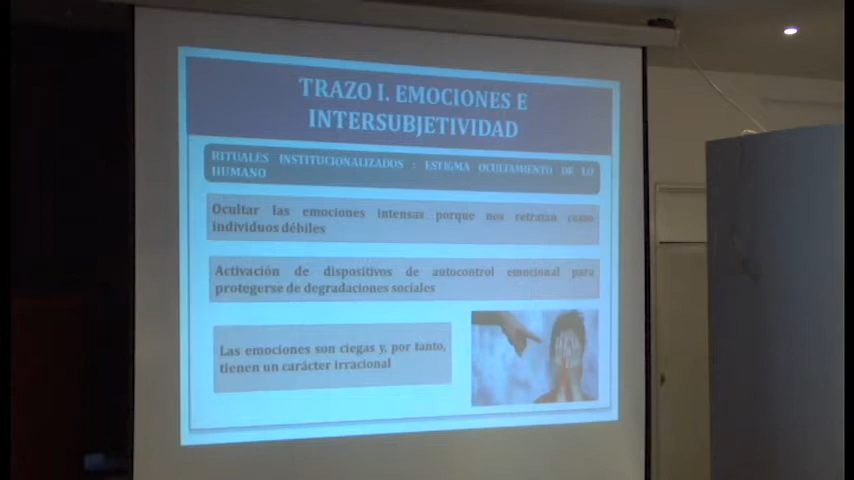 TRAZO I. EMOCIONES E
INTERSUBJETIVIDAD
RITUALES INSTITUCIONALIZADOS : ESTIGMA OCULTAMIENTO DE LO
HUMANO
Ocultar las emociones intensas porque nos retratan como
individuos débiles
Activación de dispositivos de autocontrol emocional para
protegerse de degradaciones sociales
Las emociones son ciegas y, por tanto,
tienen un carácter irracional